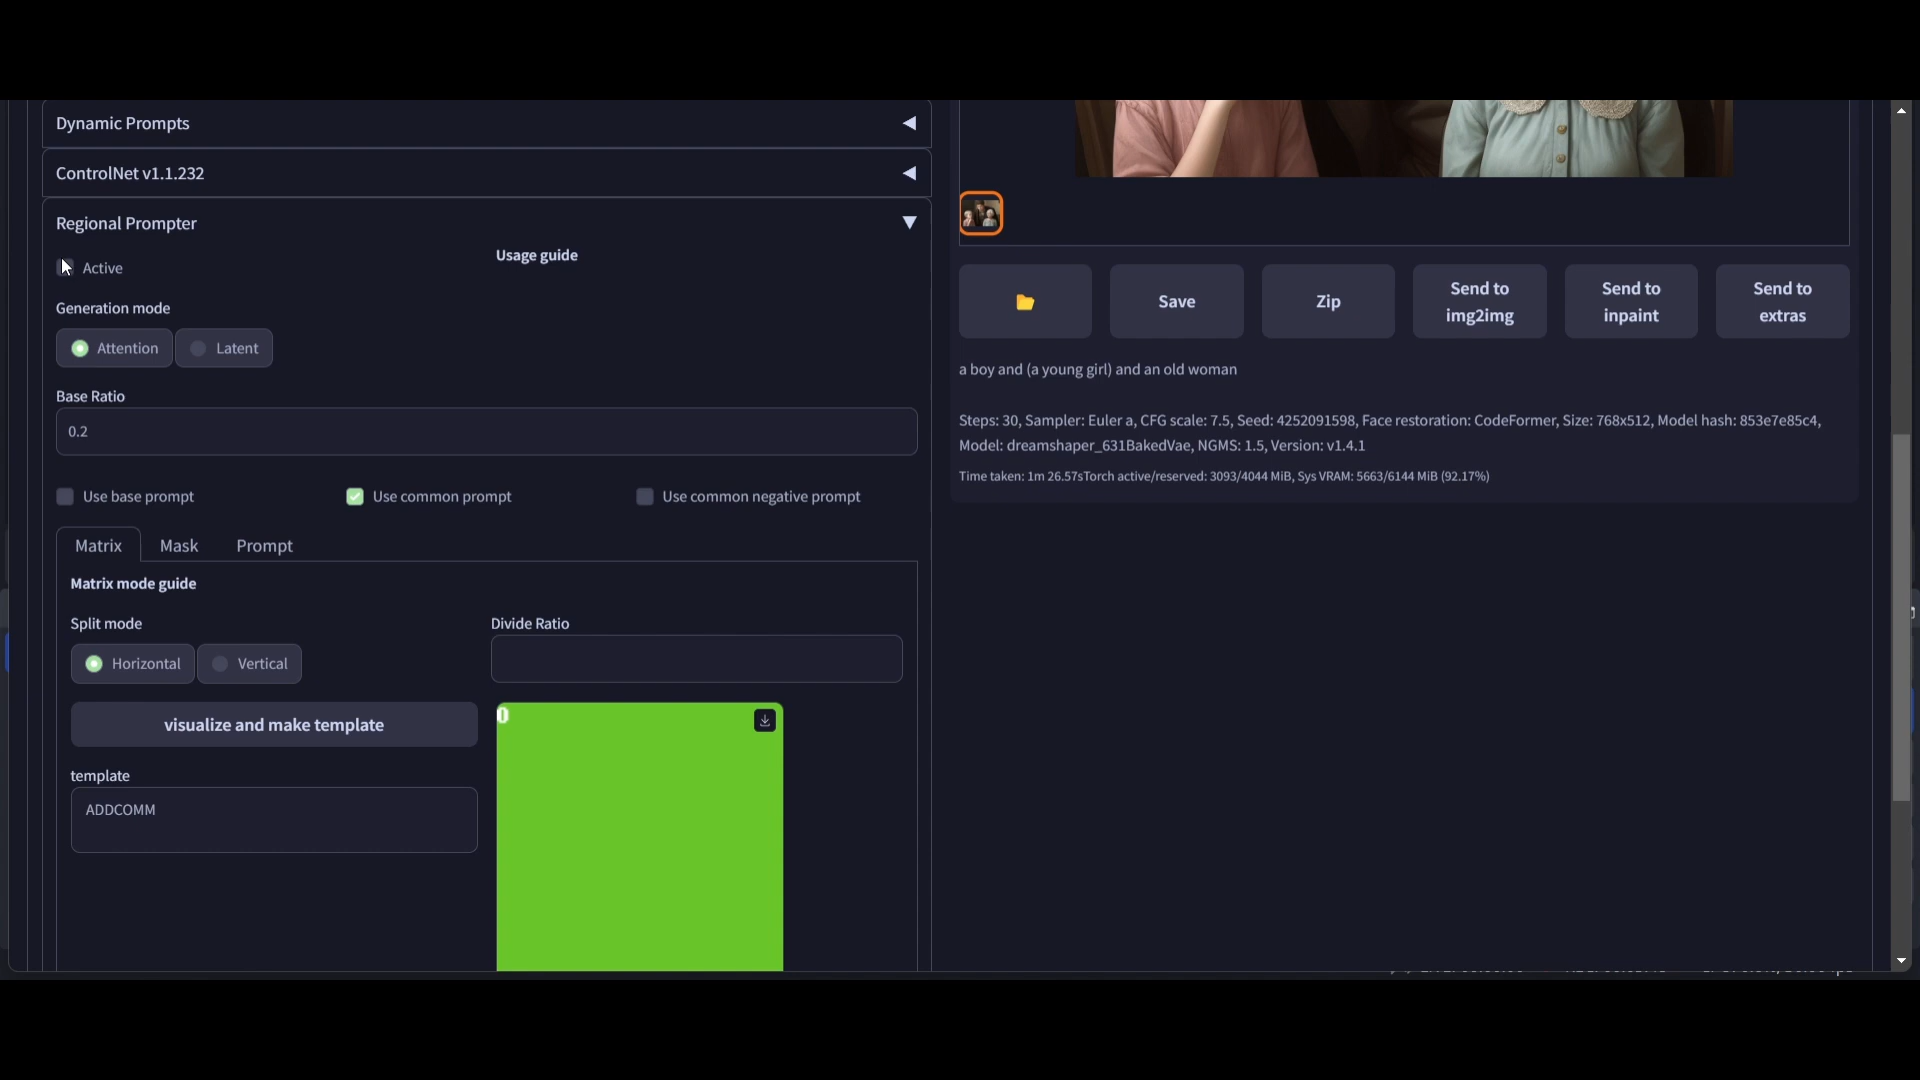 Dynamic Prompts
ControlNet v1.1.232
Regional Prompter
Active
Usage guide
Generation mode
Attention
Latent
Base Ratio
0.2
Use base prompt
Use common prompt
Use common negative prompt
Matrix
Mask
Prompt
Matrix mode guide
Split mode
Divide Ratio
Horizontal
Vertical
visualize and make template
0
template
ADDCOMM
Save
Zip
Send to
img2img
Send to
inpaint
Send to
extras
a boy and (a young girl) and an old woman
Steps: 30, Sampler: Euler a, CFG scale: 7.5, Seed: 4252091598, Face restoration: CodeFormer, Size: 768x512, Model hash: 853e7e85c4,
Model: dreamshaper_631BakedVae, NGMS: 1.5, Version: v1.4.1
Time taken: 1m 26.57sTorch active/reserved: 3093/4044 MiB, Sys VRAM: 5663/6144 MiB (92.17%)